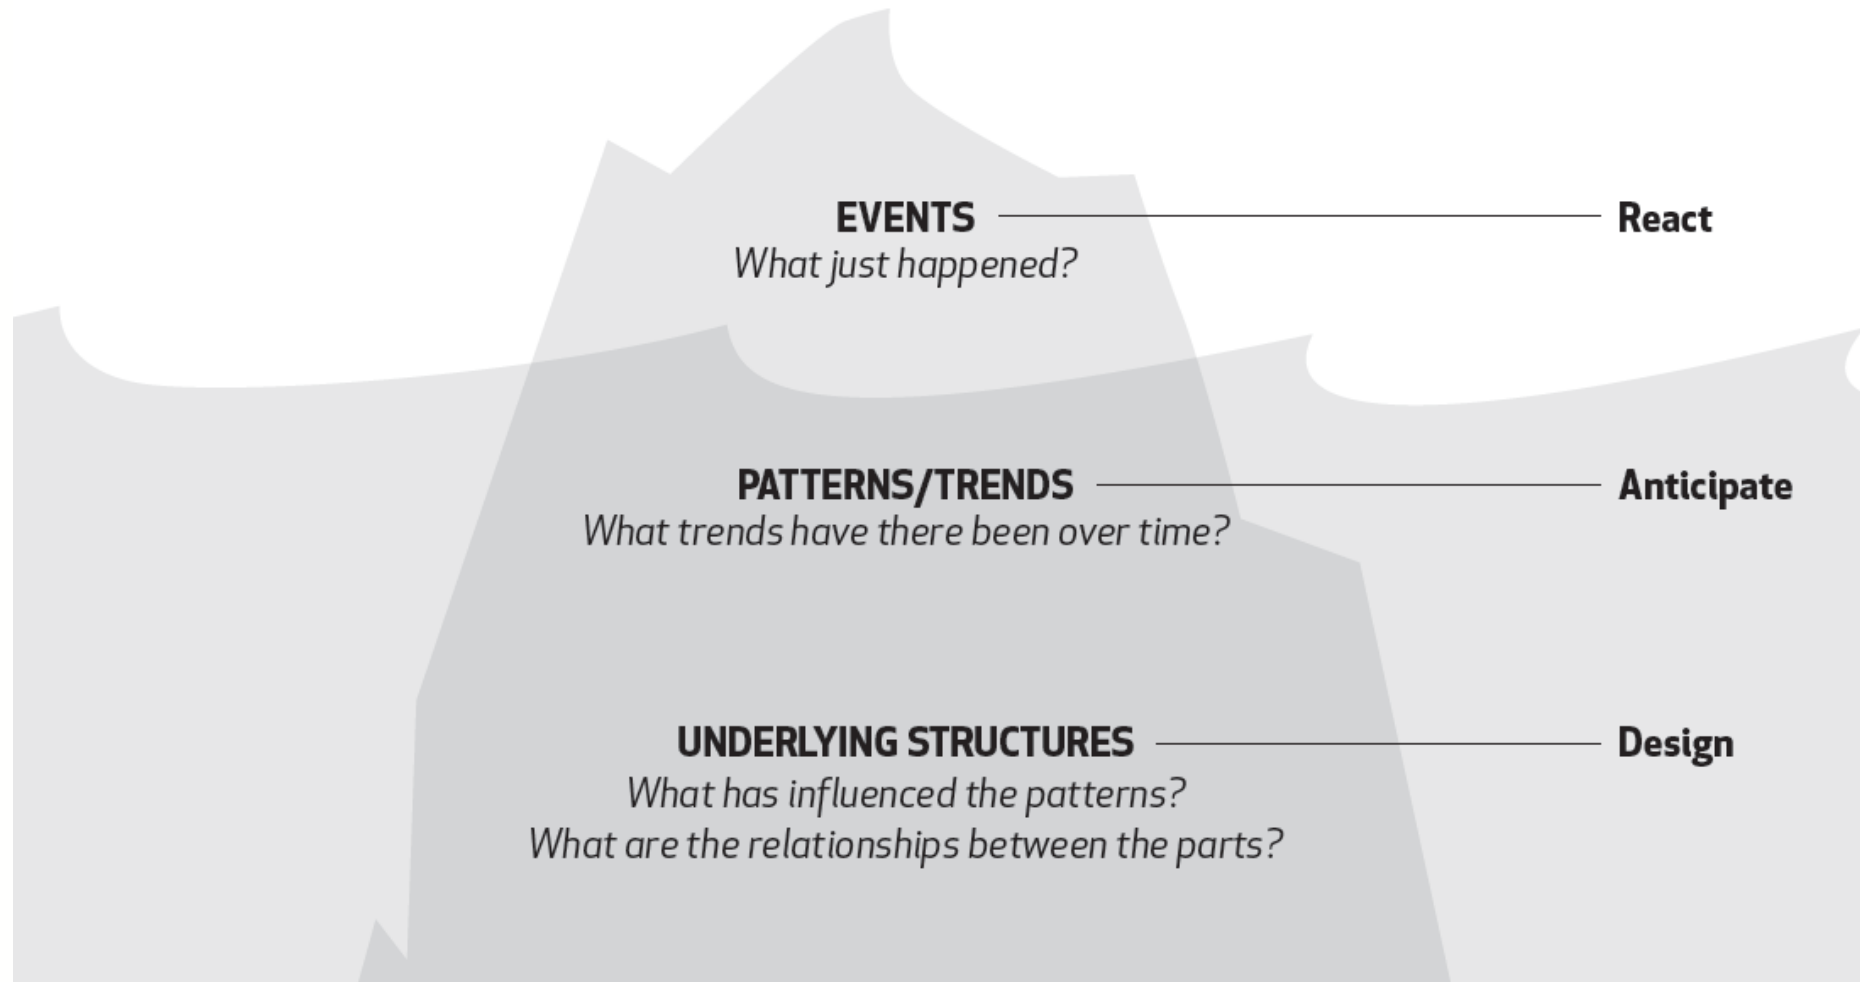 EVENTS
React
What just happened?
PATTERNS/TRENDS
Anticipate
What trends have there been over time?
UNDERLYING STRUCTURES
Design
What has influenced the patterns?
What are the relationships between the parts?